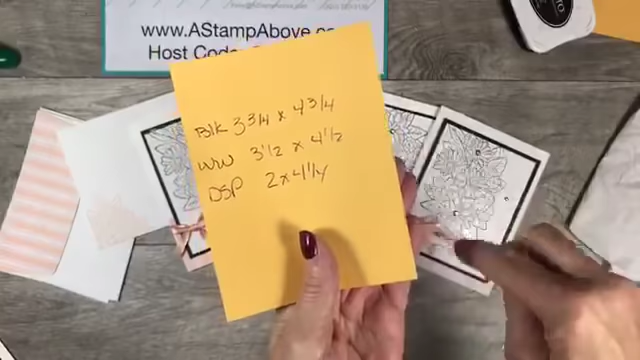 www.AStampAbove.co
Host Code
Blk 3 3/4 x 4 3/4
WW 3 1/2 x 4 1/2
DSP 2 x 4 1/4